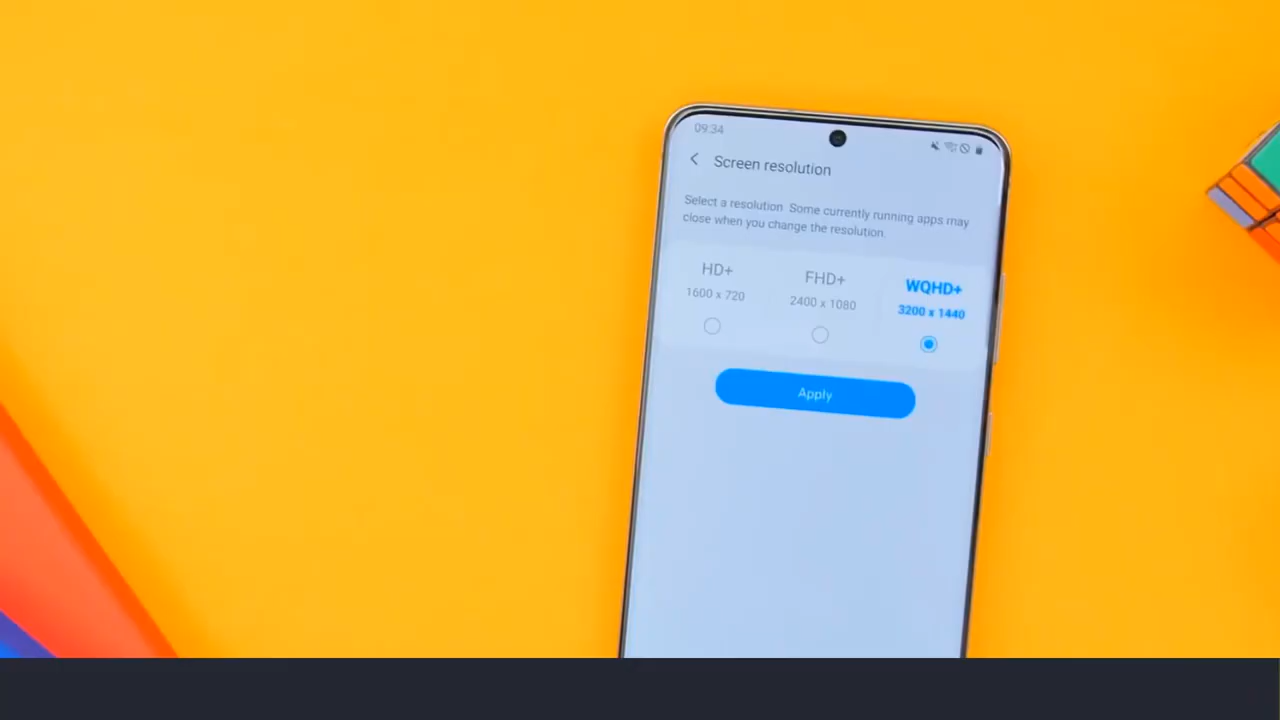 09:34
Screen resolution
Select a resolution Some currently running apps may
close when you change the resolution.
HD+ FHD+ WQHD+
1600 x 720 2400 x 1080 3200 x 1440
Apply